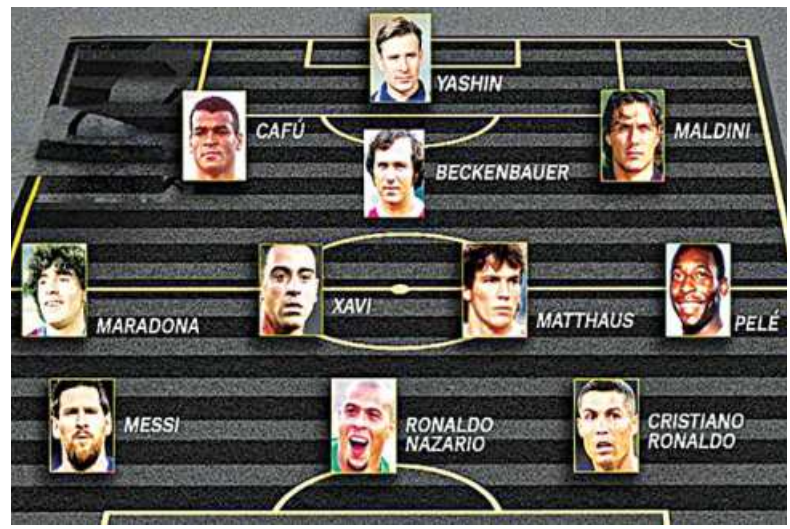 YASHIN
CAFÚ
MALDINI
BECKENBAUER
MARADONA
XAVI
MATTHAUS
PELÉ
MESSI
RONALDO
NAZARIO
CRISTIANO
RONALDO